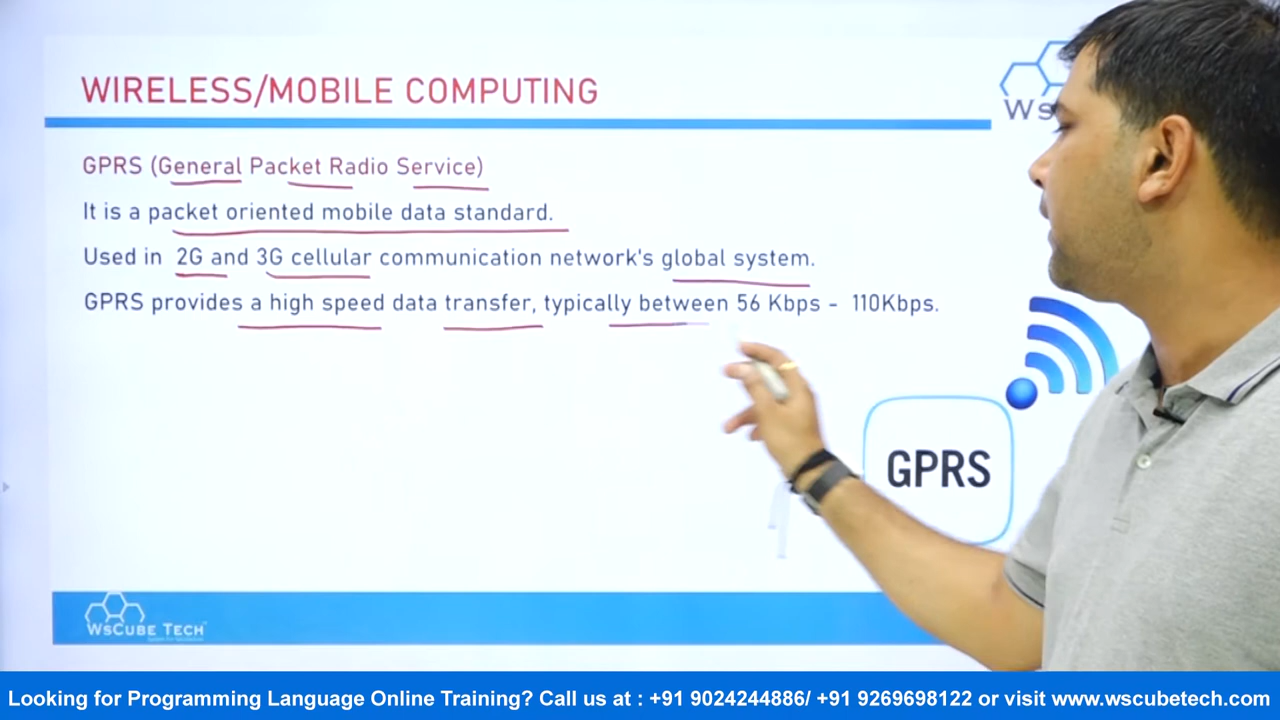 WIRELESS/MOBILE COMPUTING
Ws
GPRS (General Packet Radio Service)
It is a packet oriented mobile data standard.
Used in 2G and 3G cellular communication network's global system.
GPRS provides a high speed data transfer, typically between 56 Kbps - 110Kbps.
GPRS
WsCube Tech
Looking for Programming Language Online Training? Call us at : +91 9024244886/ +91 9269698122 or visit www.wscubetech.com